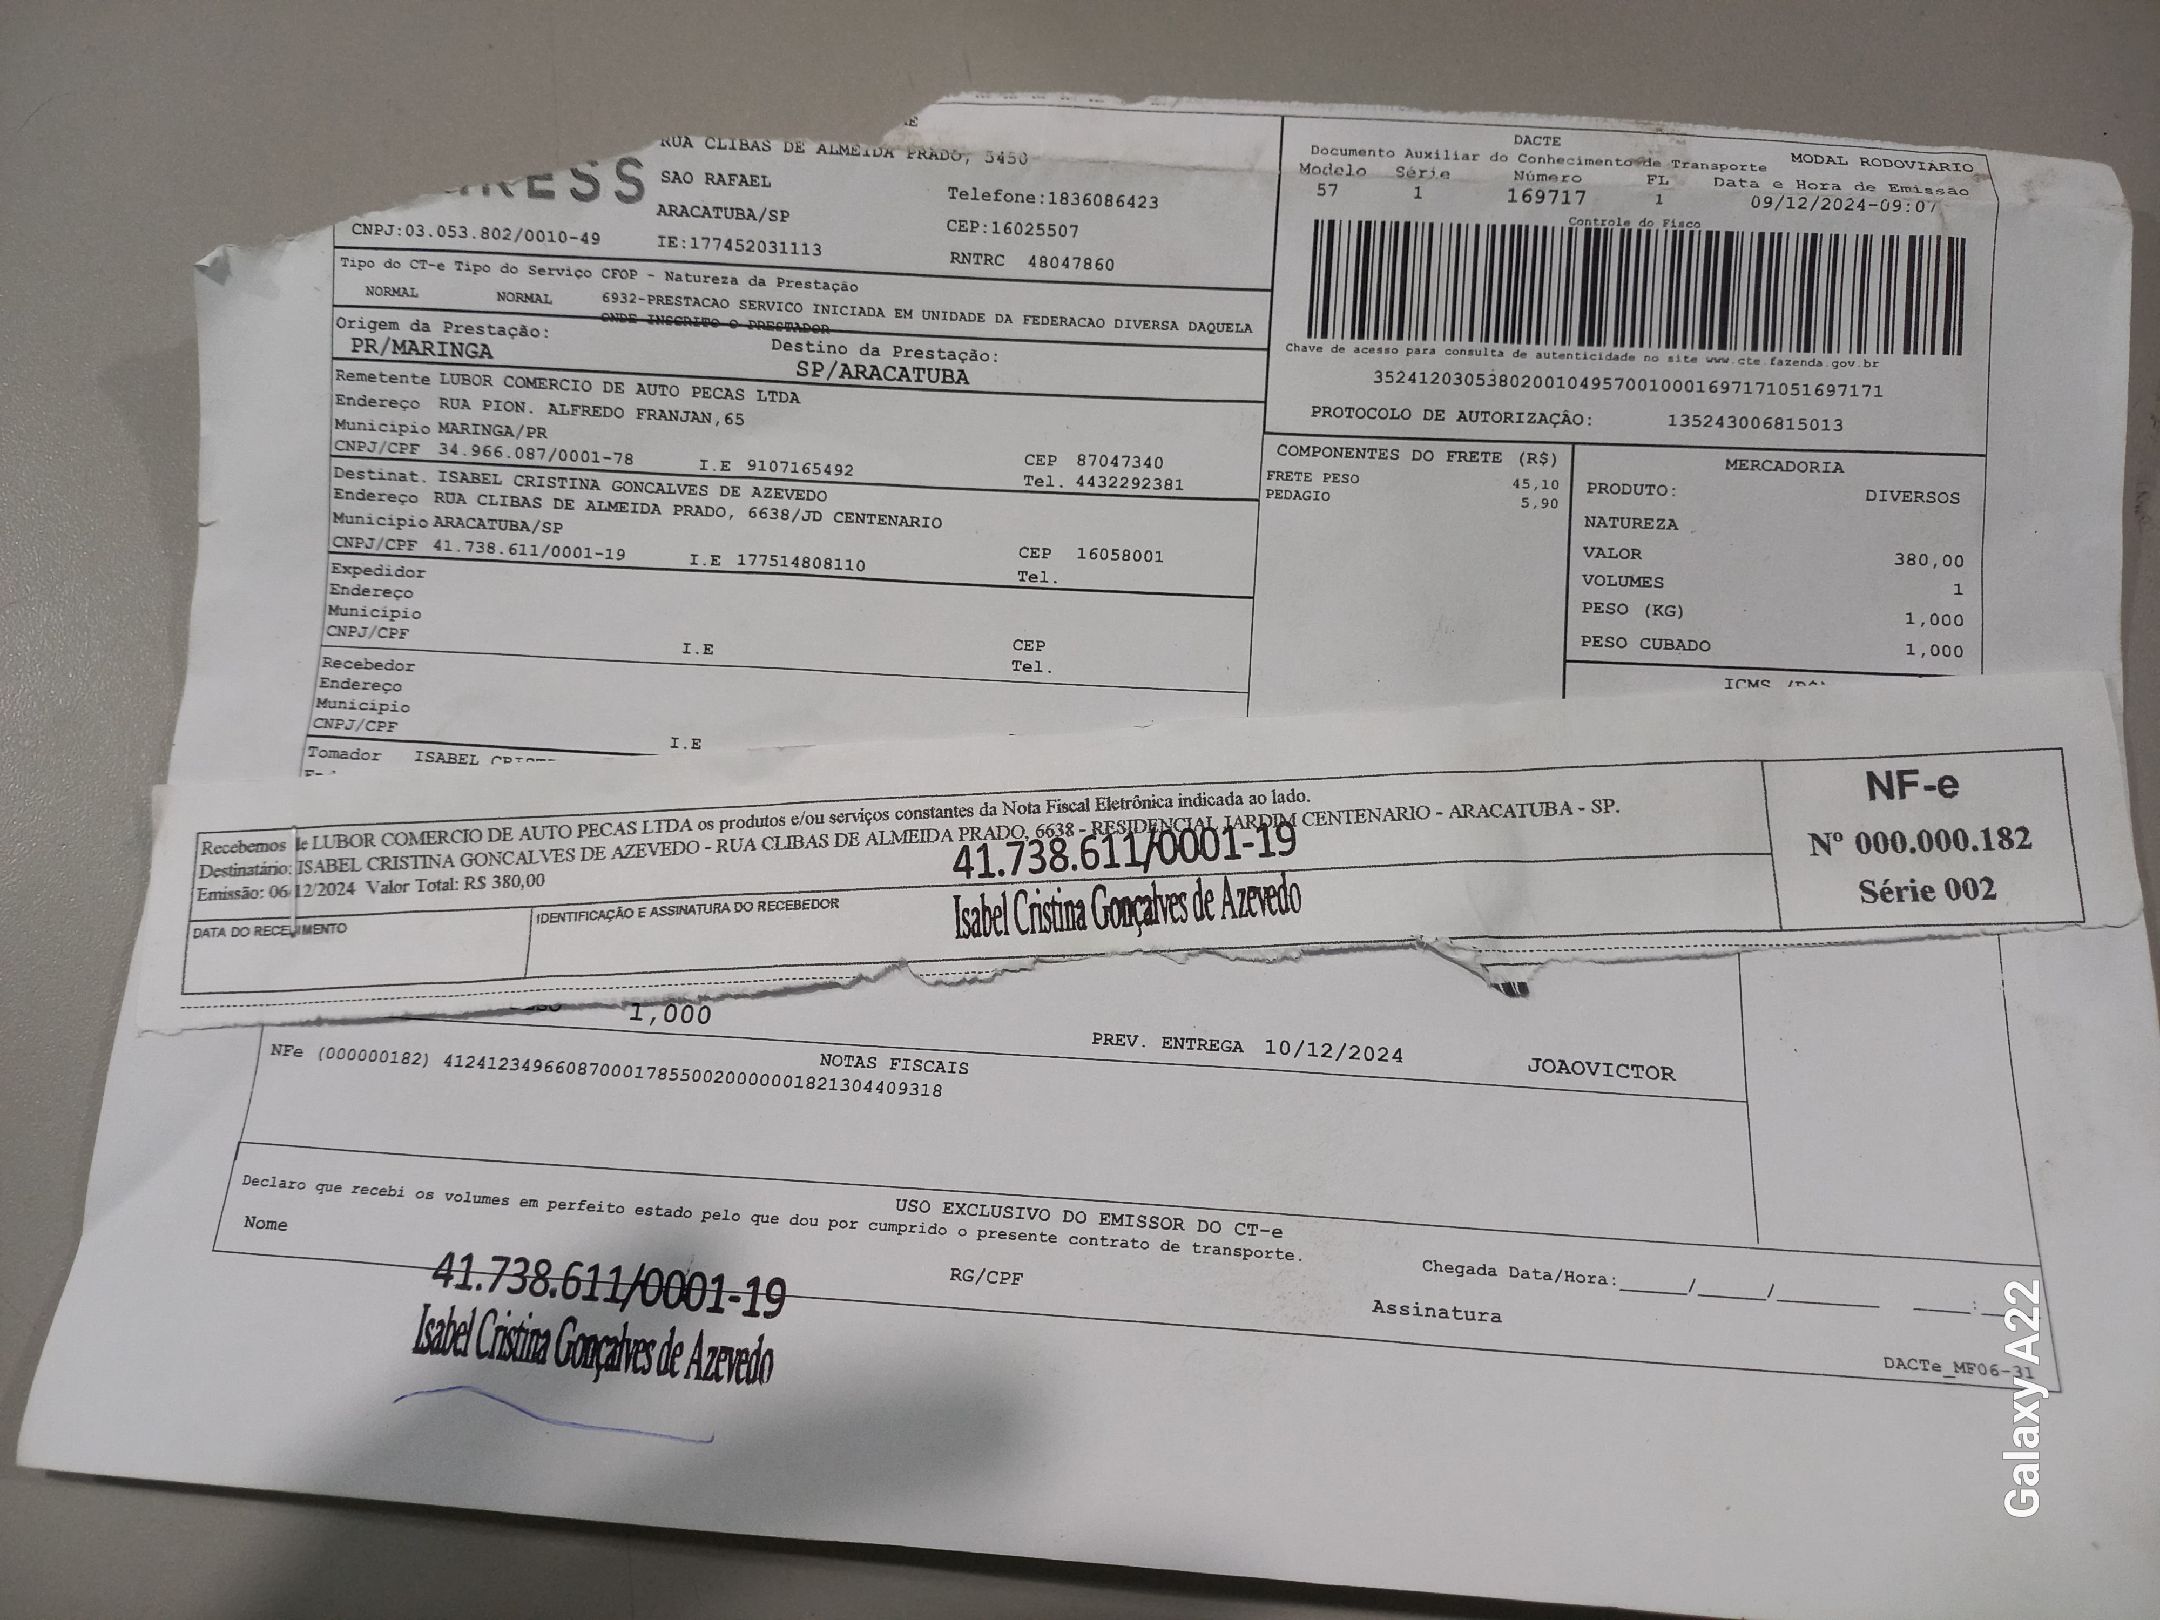 RUA CLIBAS DE ALMEIDA PRADO, 5450
SAO RAFAEL
ARACATUBA/SP
Telefone:1836086423
CEP:16025507
CNPJ:03.053.802/0010-49
IE:177452031113
RNTRC 48047860
DACTE
Documento Auxiliar do Conhecimento de Transporte
MODAL RODOVIÁRIO
Modelo Série Número FL Data e Hora de Emissão
57 1 169717 1 09/12/2024-09:07
Controle do Fisco
Chave de acesso para consulta de autenticidade no site www.cte.fazenda.gov.br
35241203053802001049570010001697171051697171
PROTOCOLO DE AUTORIZAÇÃO: 135243006815013
Tipo do CT-e Tipo do Serviço CFOP - Natureza da Prestação
NORMAL NORMAL 6932-PRESTACAO SERVICO INICIADA EM UNIDADE DA FEDERACAO DIVERSA DAQUELA
ONDE INSCRITO O PRESTADOR
Origem da Prestação: Destino da Prestação:
PR/MARINGA SP/ARACATUBA
Remetente LUBOR COMERCIO DE AUTO PECAS LTDA
Endereço RUA PION. ALFREDO FRANJAN,65
Municipio MARINGA/PR
CNPJ/CPF 34.966.087/0001-78 I.E 9107165492
CEP 87047340
Tel. 4432292381
Destinat. ISABEL CRISTINA GONCALVES DE AZEVEDO
Endereço RUA CLIBAS DE ALMEIDA PRADO, 6638/JD CENTENARIO
Municipio ARACATUBA/SP
CNPJ/CPF 41.738.611/0001-19 I.E 177514808110
CEP 16058001
Tel.
Expedidor
Endereço
Municipio
CNPJ/CPF I.E
CEP
Tel.
Recebedor
Endereço
Municipio
CNPJ/CPF I.E
Tomador ISABEL
COMPONENTES DO FRETE (R$)
FRETE PESO 45,10
PEDAGIO 5,90
MERCADORIA
PRODUTO: DIVERSOS
NATUREZA
VALOR 380,00
VOLUMES 1
PESO (KG) 1,000
PESO CUBADO 1,000
ICMS
Recebemos de LUBOR COMERCIO DE AUTO PECAS LTDA os produtos e/ou serviços constantes da Nota Fiscal Eletrônica indicada ao lado.
Destinatário: ISABEL CRISTINA GONCALVES DE AZEVEDO - RUA CLIBAS DE ALMEIDA PRADO, 6638 - RESIDENCIAL JARDIM CENTENARIO - ARACATUBA - SP.
Emissão: 06/12/2024 Valor Total: R$ 380,00
DATA DO RECEBIMENTO
IDENTIFICAÇÃO E ASSINATURA DO RECEBEDOR
41.738.611/0001-19
Isabel Cristina Gonçalves de Azevedo
NF-e
Nº 000.000.182
Série 002
1,000
PREV. ENTREGA 10/12/2024
JOAOVICTOR
NOTAS FISCAIS
NFe (000000182) 41241234966087000178550020000001821304409318
USO EXCLUSIVO DO EMISSOR DO CT-e
Declaro que recebi os volumes em perfeito estado pelo que dou por cumprido o presente contrato de transporte.
Nome
RG/CPF
Chegada Data/Hora:_____/_____/_______ ____:__
Assinatura
41.738.611/0001-19
Isabel Cristina Gonçalves de Azevedo
DACTe_MF06-31
Galaxy A22